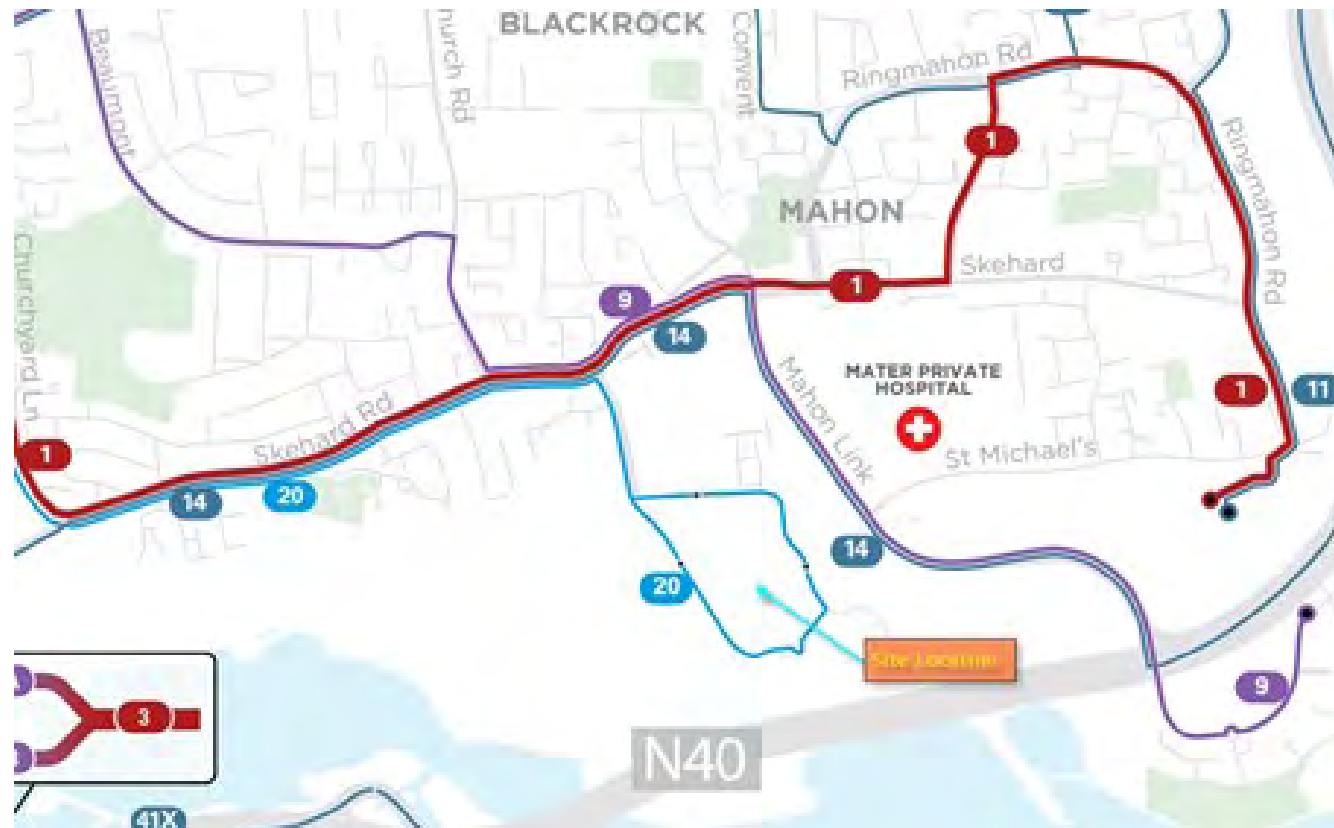 BLACKROCK
Beaumont
hurch Rd
Convent
Ringmahon Rd
1
Ringmahon Rd
MAHON
Churchyard Ln
Skehard
9
1
14
MATER PRIVATE
HOSPITAL
Mahon Link
1
11
Skehard Rd
St Michael's
1
14
20
14
20
Site Location
9
3
N40
41X